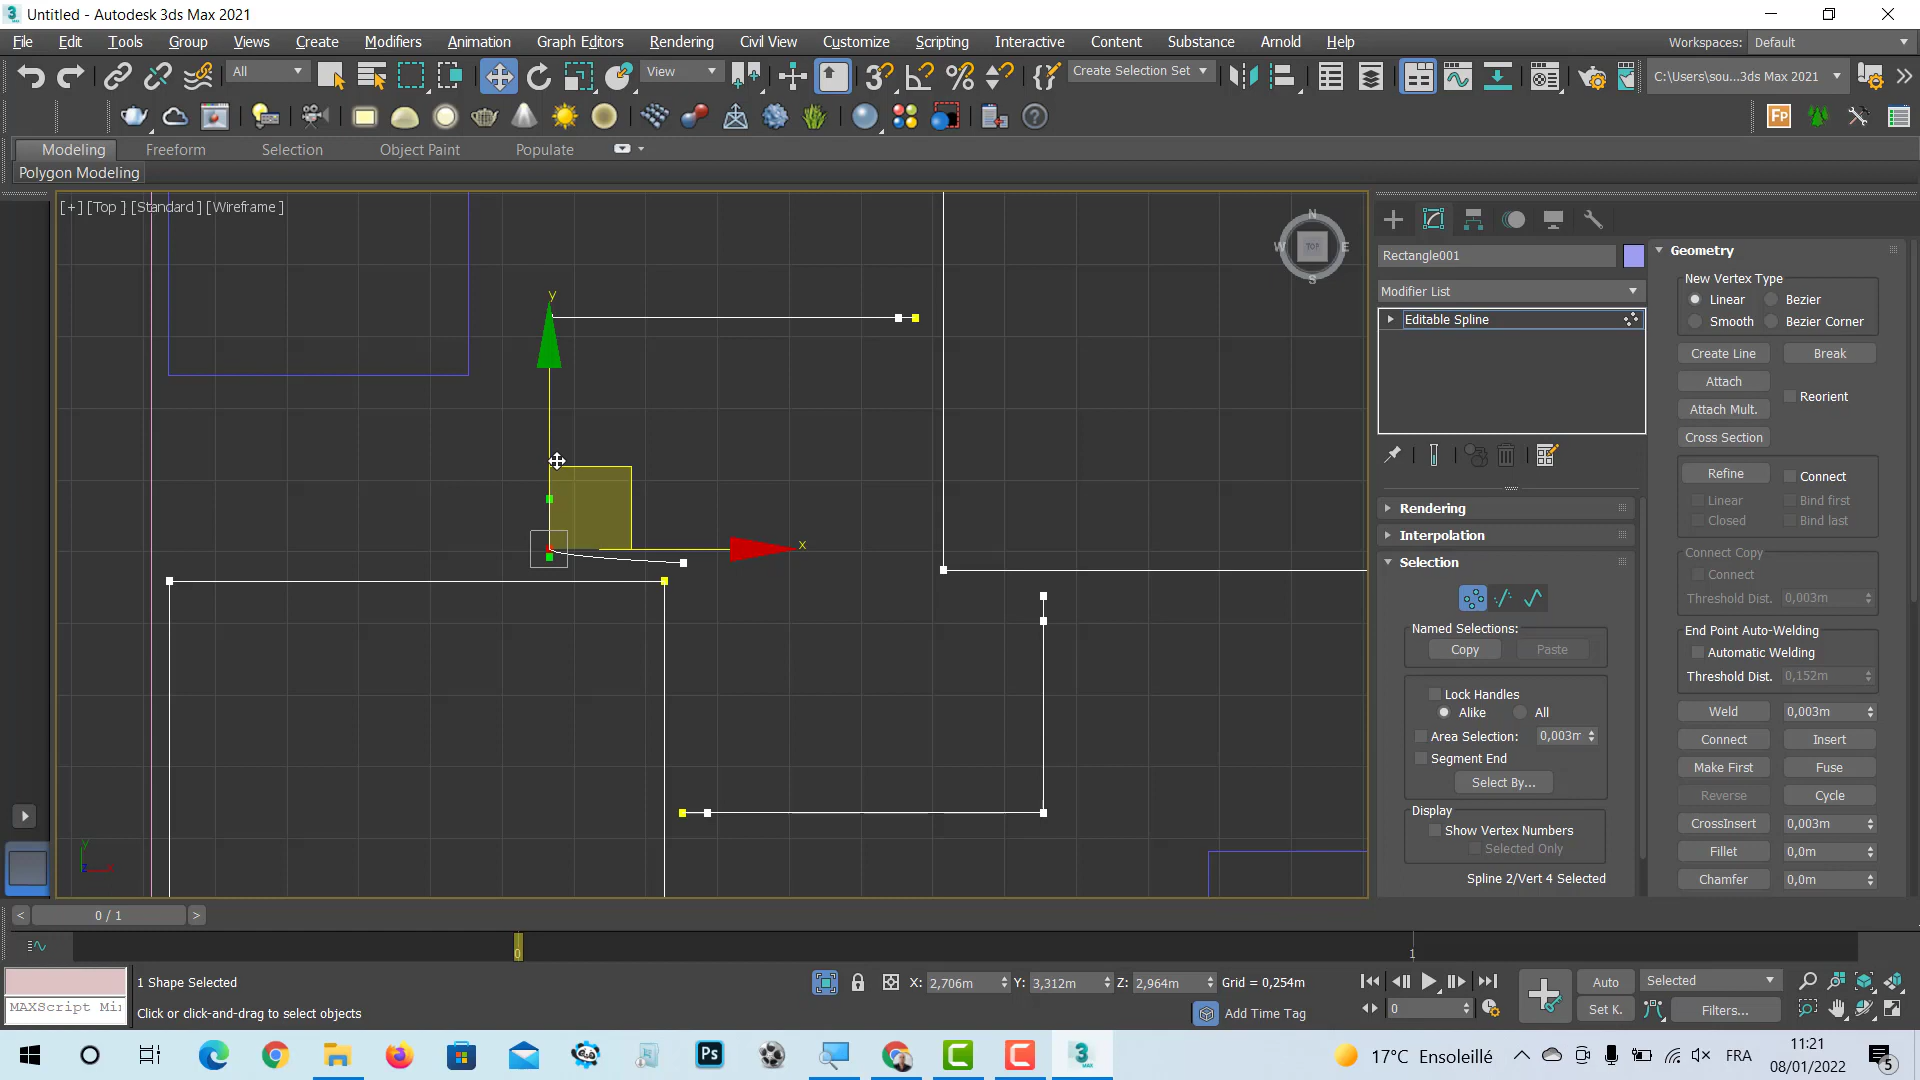 Untitled - Autodesk 3ds Max 2021
File Edit Tools Group Views Create Modifiers Animation Graph Editors Rendering Civil View Customize Scripting Interactive Content Substance Arnold Help Workspaces: Default
All View Create Selection Set C:\Users\sou...3ds Max 2021
Modeling Freeform Selection Object Paint Populate
Polygon Modeling
[ + ] [Top ] [Standard ] [Wireframe ]
N
W TOP E
S
y
x
y
Rectangle001
Modifier List
Editable Spline
Rendering
Interpolation
Selection
Named Selections:
Copy Paste
Lock Handles
Alike All
Area Selection: 0,003m
Segment End
Select By...
Display
Show Vertex Numbers
Selected Only
Spline 2/Vert 4 Selected
Geometry
New Vertex Type
Linear Bezier
Smooth Bezier Corner
Create Line Break
Attach
Reorient
Attach Mult.
Cross Section
Refine Connect
Linear Bind first
Closed Bind last
Connect Copy
Connect
Threshold Dist. 0,003m
End Point Auto-Welding
Automatic Welding
Threshold Dist. 0,152m
Weld 0,003m
Connect Insert
Make First Fuse
Reverse Cycle
CrossInsert 0,003m
Fillet 0,0m
Chamfer 0,0m
< 0 / 1 >
0 1
1 Shape Selected
MAXScript Mi
Click or click-and-drag to select objects
X: 2,706m Y: 3,312m Z: 2,964m Grid = 0,254m
Add Time Tag
0
Auto Selected
Set K. Filters...
17°C Ensoleillé FRA
11:21
08/01/2022
5